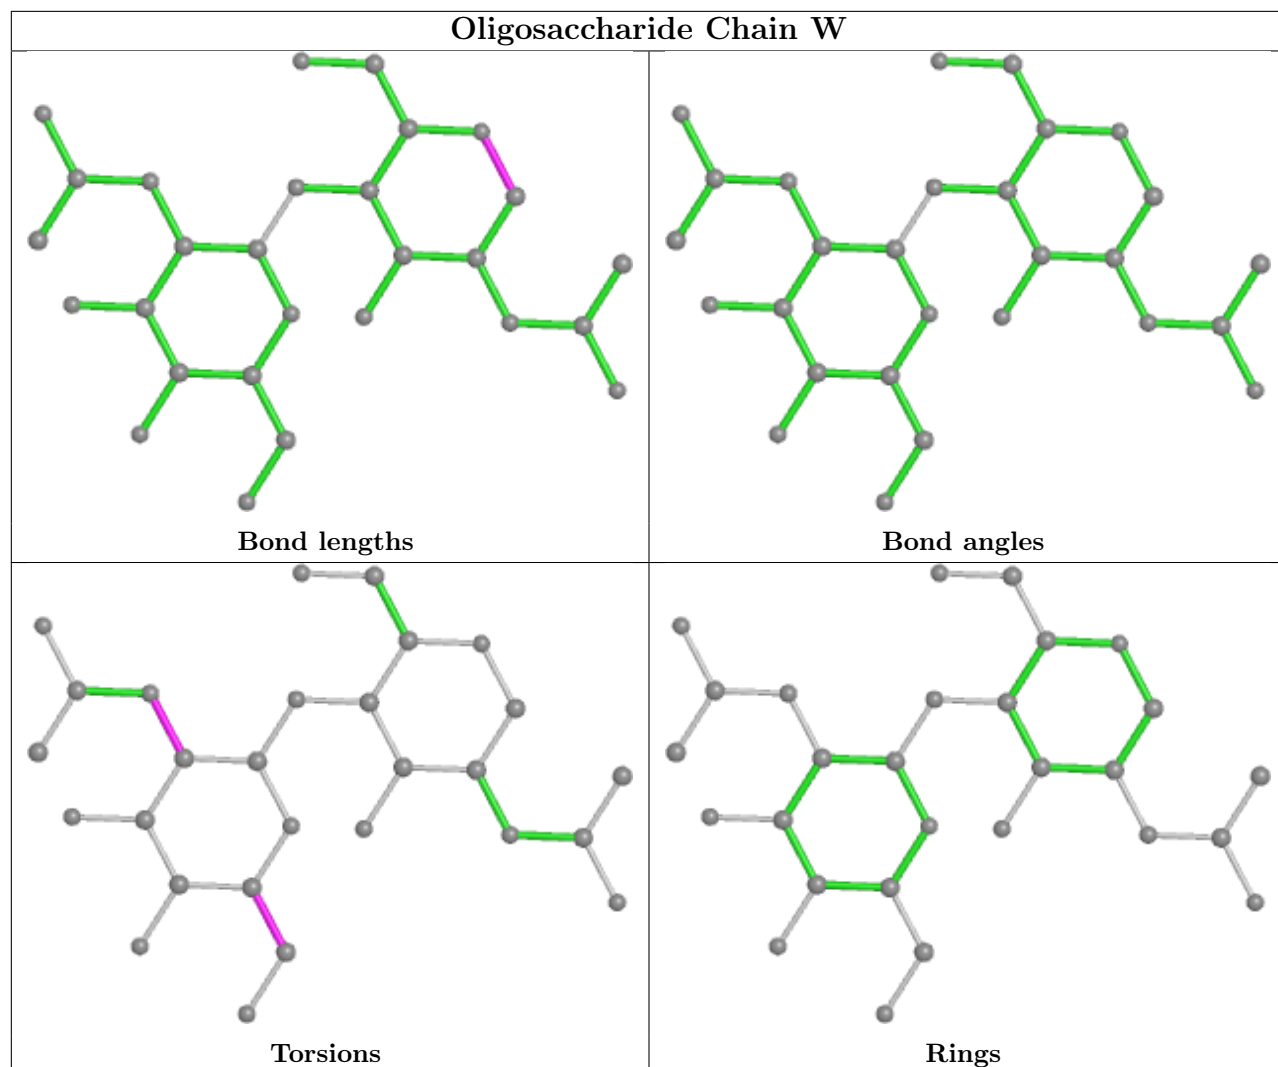 Oligosaccharide Chain W
Bond lengths
Bond angles
Torsions
Rings